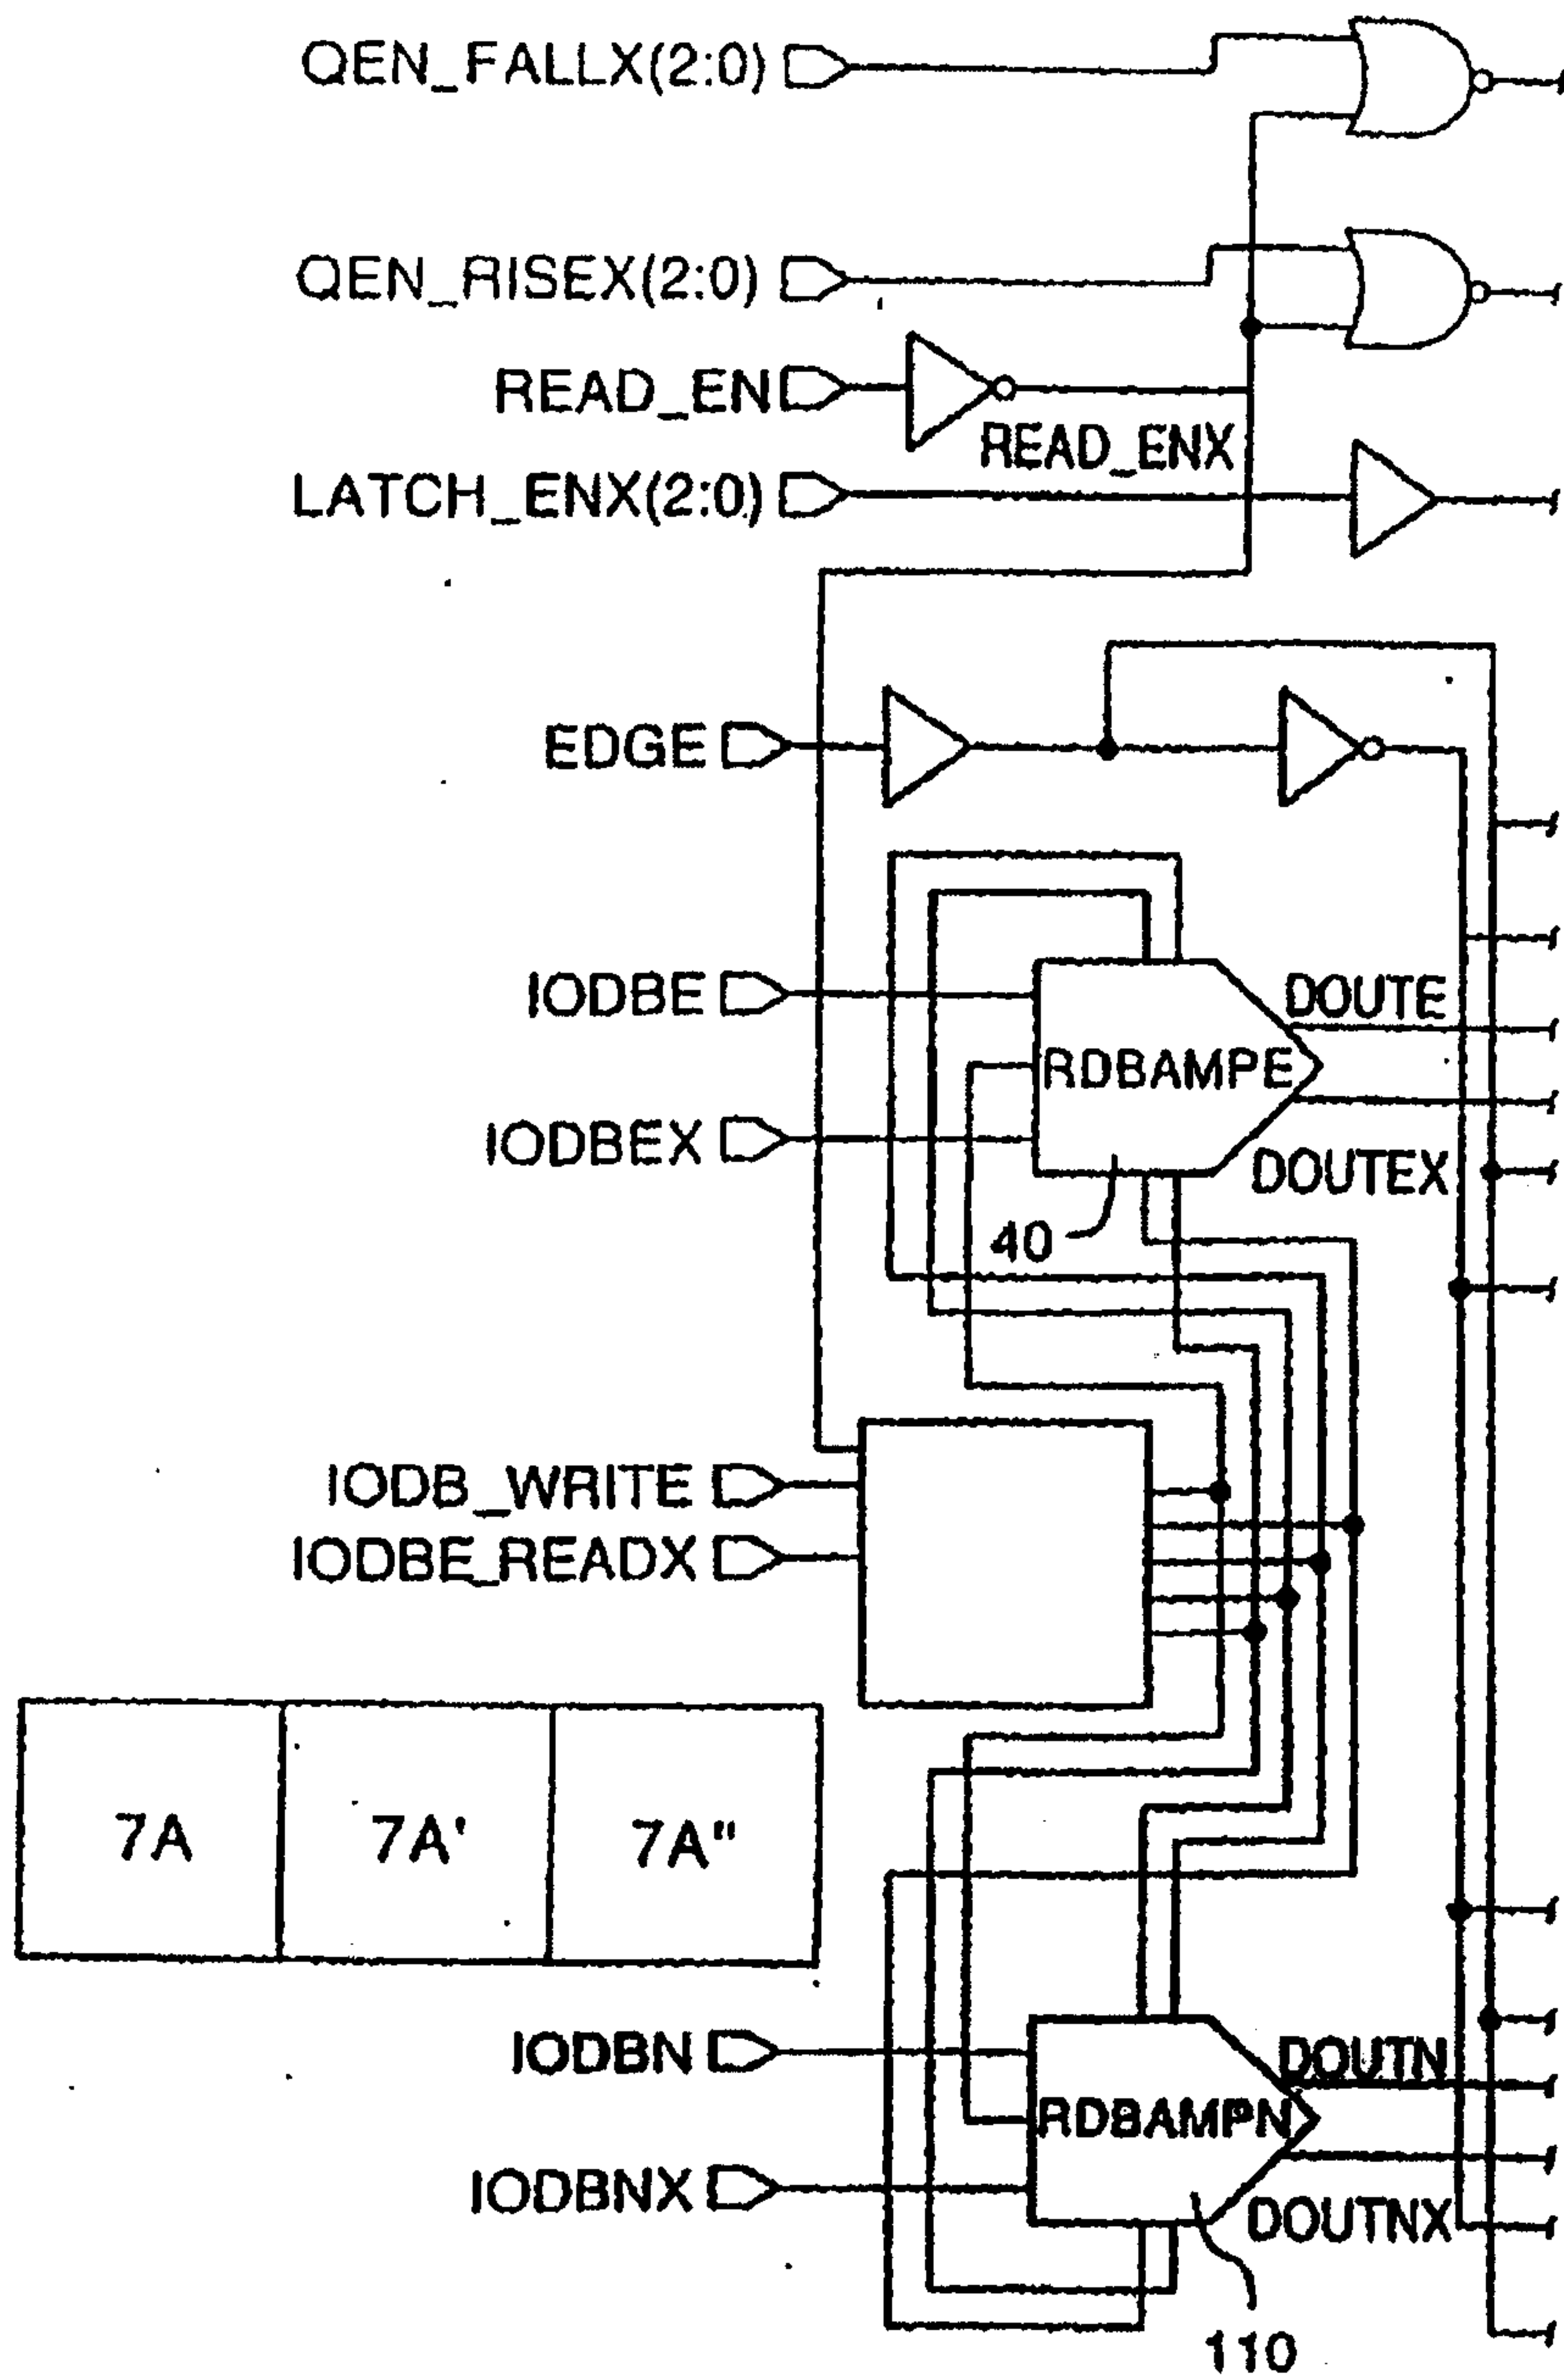 QEN_FALLX(2:0)
QEN_RISEX(2:0)
READ_EN
READ_ENX
LATCH_ENX(2:0)
EDGE
IODBE
DOUTE
RDBAMPE
IODBEX
DOUTEX
40
IODB_WRITE
IODBE_READX
7A 7A' 7A"
IODBN
DOUTN
RDBAMPN
IODBNX
DOUTNX
110